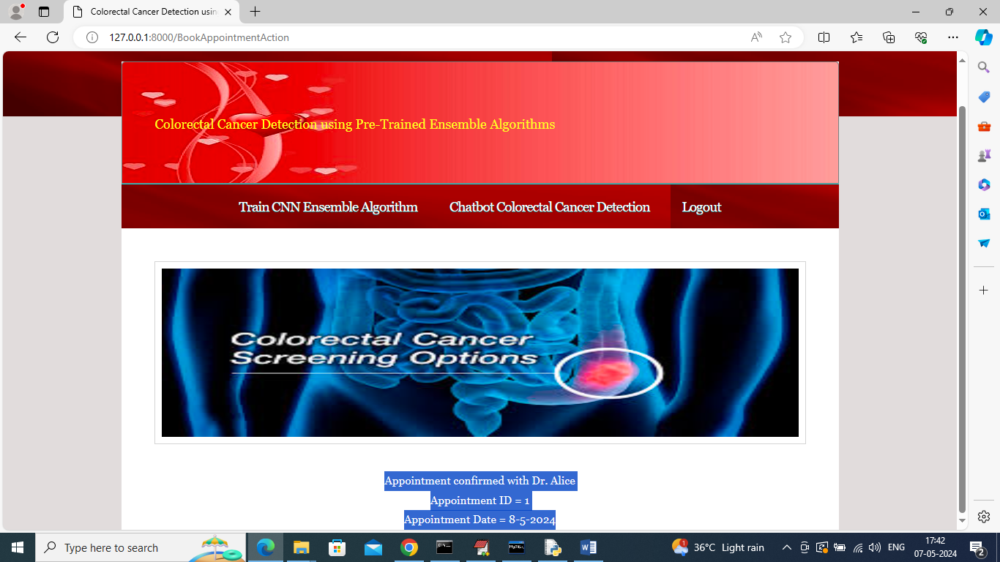 Colorectal Cancer Detection usin
127.0.0.1:8000/BookAppointmentAction
Colorectal Cancer Detection using Pre-Trained Ensemble Algorithms
Train CNN Ensemble Algorithm Chatbot Colorectal Cancer Detection Logout
Colorectal Cancer
Screening Options
Appointment confirmed with Dr. Alice
Appointment ID = 1
Appointment Date = 8-5-2024
Type here to search
1
36°C Light rain
ENG
17:42
07-05-2024
2